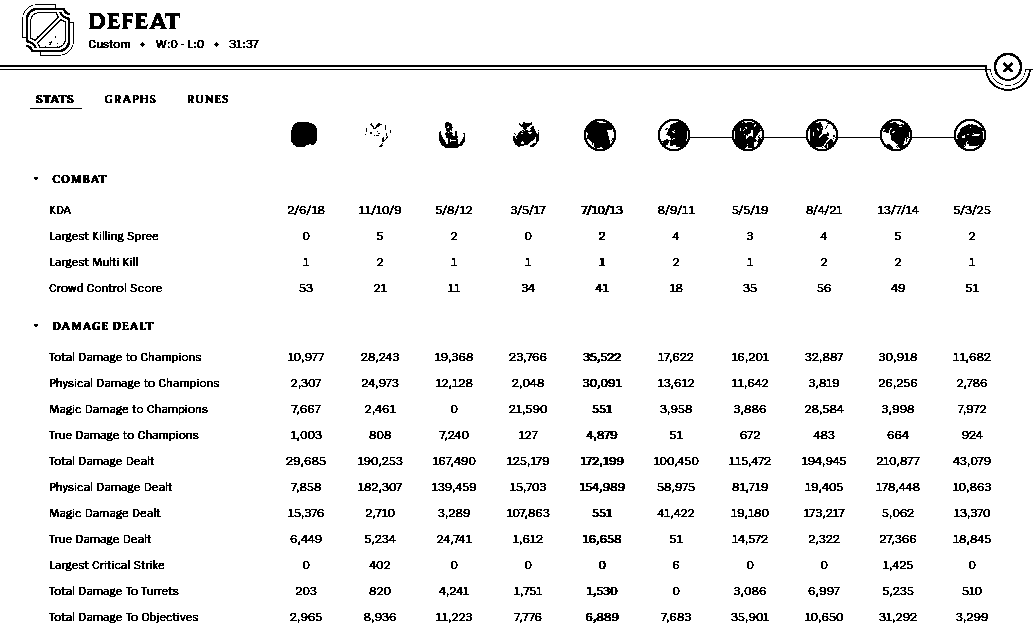 DEFEAT
Custom • W:0 - L:0 • 31:37
STATS GRAPHS RUNES
COMBAT
KDA 2/6/18 11/10/9 5/8/12 3/5/17 7/10/13 8/9/11 5/5/19 8/4/21 13/7/14 5/3/25
Largest Killing Spree 0 5 2 0 2 4 3 4 5 2
Largest Multi Kill 1 2 1 1 1 2 1 2 2 1
Crowd Control Score 53 21 11 34 41 18 35 56 49 51
DAMAGE DEALT
Total Damage to Champions 10,977 28,243 19,368 23,766 35,522 17,622 16,201 32,887 30,918 11,682
Physical Damage to Champions 2,307 24,973 12,128 2,048 30,091 13,612 11,642 3,819 26,256 2,786
Magic Damage to Champions 7,667 2,461 0 21,590 551 3,958 3,886 28,584 3,998 7,972
True Damage to Champions 1,003 808 7,240 127 4,879 51 672 483 664 924
Total Damage Dealt 29,685 190,253 167,490 125,179 172,199 100,450 115,472 194,945 210,877 43,079
Physical Damage Dealt 7,858 182,307 139,459 15,703 154,989 58,975 81,719 19,405 178,448 10,863
Magic Damage Dealt 15,376 2,710 3,289 107,863 551 41,422 19,180 173,217 5,062 13,370
True Damage Dealt 6,449 5,234 24,741 1,612 16,658 51 14,572 2,322 27,366 18,845
Largest Critical Strike 0 402 0 0 0 6 0 0 1,425 0
Total Damage To Turrets 203 820 4,241 1,751 1,530 0 3,086 6,997 5,235 510
Total Damage To Objectives 2,965 8,936 11,223 7,776 6,889 7,683 35,901 10,650 31,292 3,299